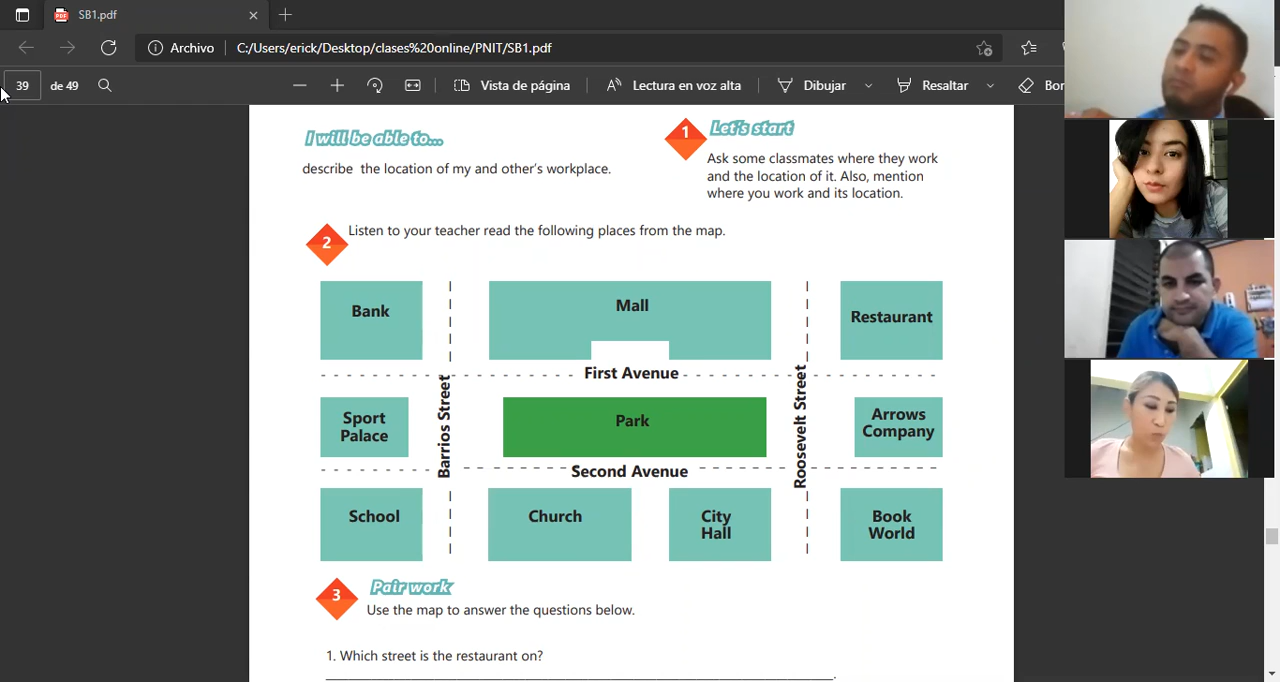 SB1.pdf
Archivo
C:/Users/erick/Desktop/clases%20online/PNIT/SB1.pdf
39
de 49
Vista de página
Lectura en voz alta
Dibujar
Resaltar
Bor
I will be able to...
describe the location of my and other's workplace.
1
Let's start
Ask some classmates where they work
and the location of it. Also, mention
where you work and its location.
2
Listen to your teacher read the following places from the map.
Bank
Mall
Restaurant
First Avenue
Sport
Palace
Barrios Street
Park
Roosevelt Street
Arrows
Company
Second Avenue
School
Church
City
Hall
Book
World
3
Pair work
Use the map to answer the questions below.
1. Which street is the restaurant on?